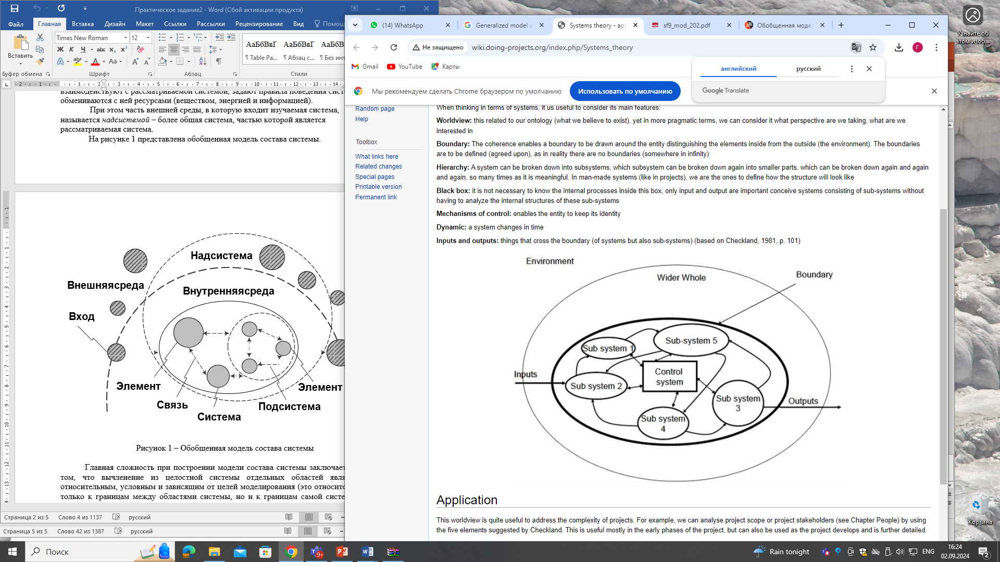 Практическое задание2 - Word (Сбой активации продукта)
Файл
Главная
Вставка
Дизайн
Макет
Ссылки
Рассылки
Рецензирование
Вид
Помощ
Вставить
Times New Roman
12
Ж К Ч abc x₂ x²
Aa
АаБбВвГ АаБбВвГ АаБбВ
¶ Table Pa... ¶ Абзац с... ¶ Без инт
Буфер обмена
Шрифт
Абзац
Стили
взаимодействуют с рассматриваемой системой, задают правила поведения сист
обмениваются с ней ресурсами (веществом, энергией и информацией).
При этом часть внешней среды, в которую входит изучаемая система,
называется надсистемой – более общая система, частью которой является
рассматриваемая система.
На рисунке 1 представлена обобщенная модель состава системы.
Надсистема
Внешняясреда
Внутренняясреда
Вход
Элемент
Элемент
Связь
Подсистема
Система
Рисунок 1 – Обобщенная модель состава системы
Главная сложность при построении модели состава системы заключает
том, что вычленение из целостной системы отдельных областей явля
относительным, условным и зависящим от целей моделирования (это относитс
только к границам между областями системы, но и к границам самой систе
Страница 2 из 5
Слово 4 из 1137
русский
Страница 5 из 5
Слово 42 из 1387
русский
(14) WhatsApp
Generalized model o
Systems theory - app
sf9_mod_202.pdf
Обобщенная моде
Не защищено
wiki.doing-projects.org/index.php/Systems_theory
Г
Gmail
YouTube
Карты
английский
русский
Google Translate
Мы рекомендуем сделать Chrome браузером по умолчанию
Использовать по умолчанию
Random page
Help
Toolbox
What links here
Related changes
Special pages
Printable version
Permanent link
When thinking in terms of systems, it us useful to consider its main features:
Worldview: this related to our ontology (what we believe to exist), yet in more pragmatic terms, we can consider it what perspective are we taking, what are we
interested in
Boundary: The coherence enables a boundary to be drawn around the entity distinguishing the elements inside from the outside (the environment). The boundaries
are to be defined (agreed upon), as in reality there are no boundaries (somewhere in infinity)
Hierarchy: A system can be broken down into subsystems, which subsystem can be broken down again into smaller parts, which can be broken down again and again
and again, so many times as it is meaningful. In man-made systems (like in projects), we are the ones to define how the structure will look like
Black box: it is not necessary to know the internal processes inside this box, only input and output are important conceive systems consisting of sub-systems without
having to analyze the internal structures of these sub-systems
Mechanisms of control: enables the entity to keep its identity
Dynamic: a system changes in time
Inputs and outputs: things that cross the boundary (of systems but also sub-systems) (based on Checkland, 1981, p. 101)
Environment
Wider Whole
Boundary
Sub system 1
Sub-system 5
Inputs
Control
system
Sub system 2
Sub system
3
Outputs
Sub system
4
Application
This worldview is quite useful to address the complexity of projects. For example, we can analyse project scope or project stakeholders (see Chapter People) by using
the five elements suggested by Checkland. This is useful mostly in the early phases of the project, but can also be used as the project develops and is further detailed.
Узнайте об
этом изоб...
Корзина
Поиск
9+
Rain tonight
ENG
16:24
02.09.2024
2